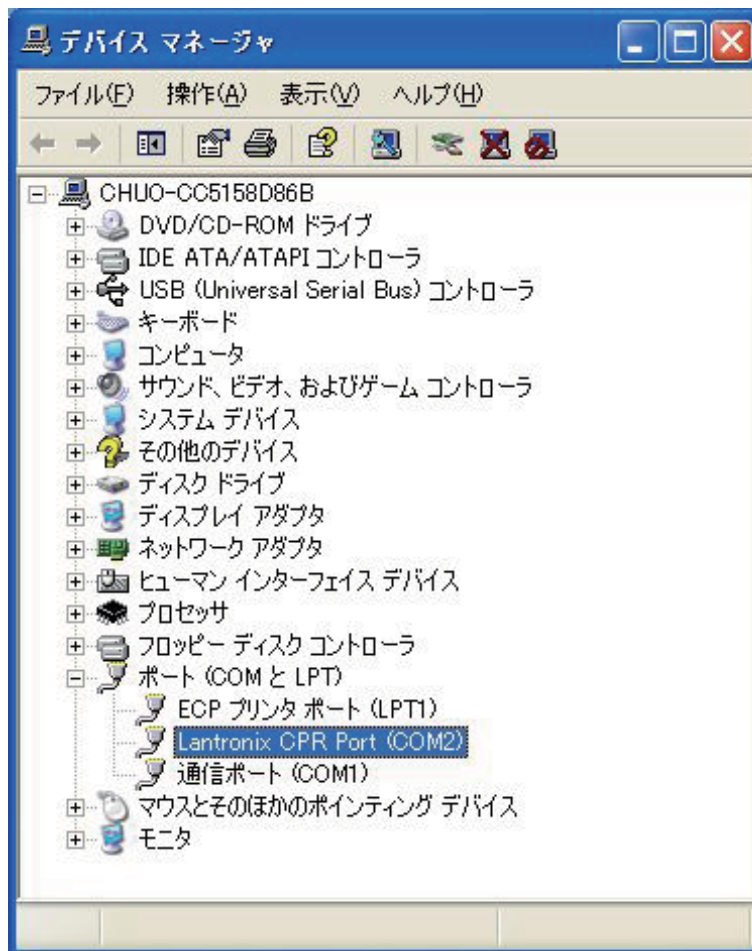 デバイス マネージャ
ファイル(F) 操作(A) 表示(V) ヘルプ(H)
CHUO-CC5158D86B
DVD/CD-ROM ドライブ
IDE ATA/ATAPI コントローラ
USB (Universal Serial Bus) コントローラ
キーボード
コンピュータ
サウンド、ビデオ、およびゲーム コントローラ
システム デバイス
その他のデバイス
ディスク ドライブ
ディスプレイ アダプタ
ネットワーク アダプタ
ヒューマン インターフェイス デバイス
プロセッサ
フロッピー ディスク コントローラ
ポート (COM と LPT)
ECP プリンタ ポート (LPT1)
Lantronix CPR Port (COM2)
通信ポート (COM1)
マウスとそのほかのポインティング デバイス
モニタ